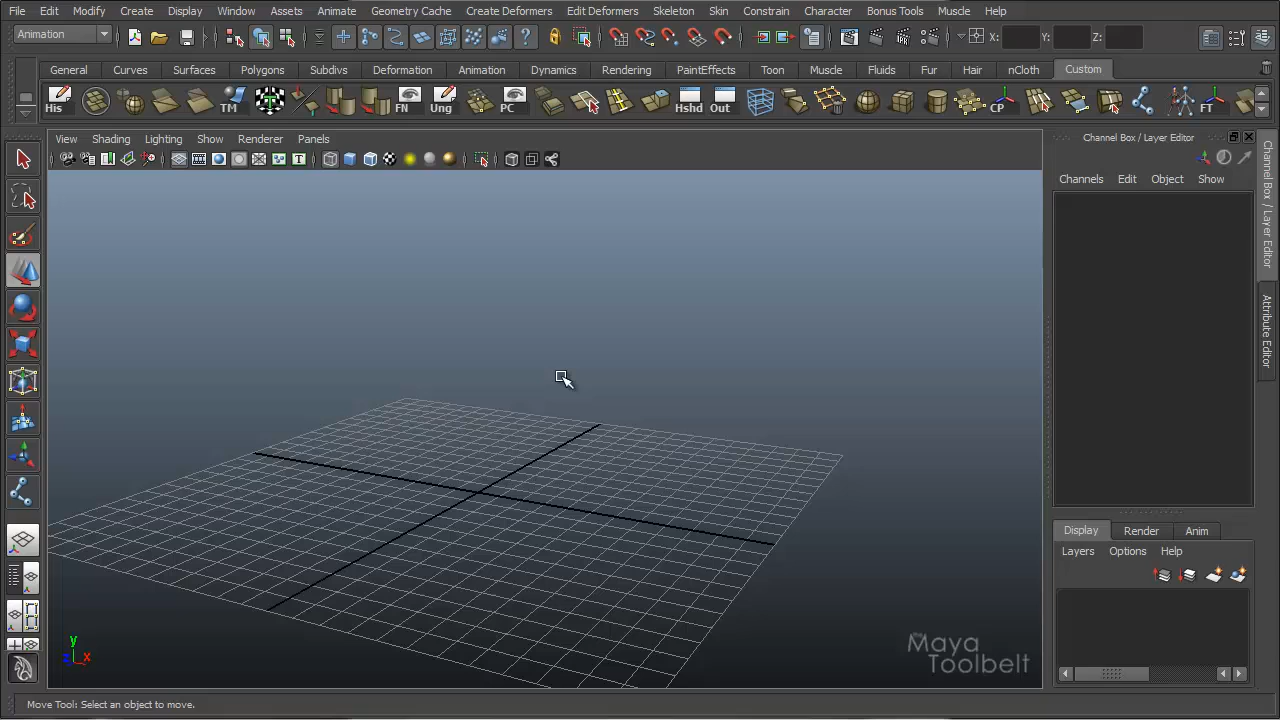 File Edit Modify Create Display Window Assets Animate Geometry Cache Create Deformers Edit Deformers Skeleton Skin Constrain Character Bonus Tools Muscle Help
Animation X: Y: Z:
General Curves Surfaces Polygons Subdivs Deformation Animation Dynamics Rendering PaintEffects Toon Muscle Fluids Fur Hair nCloth Custom
His TM FN Ung PC Hshd Out CP FT
View Shading Lighting Show Renderer Panels
Channel Box / Layer Editor
Channels Edit Object Show
Channel Box / Layer Editor
Attribute Editor
Display Render Anim
Layers Options Help
y
z x
The Maya
Toolbelt
Move Tool: Select an object to move.